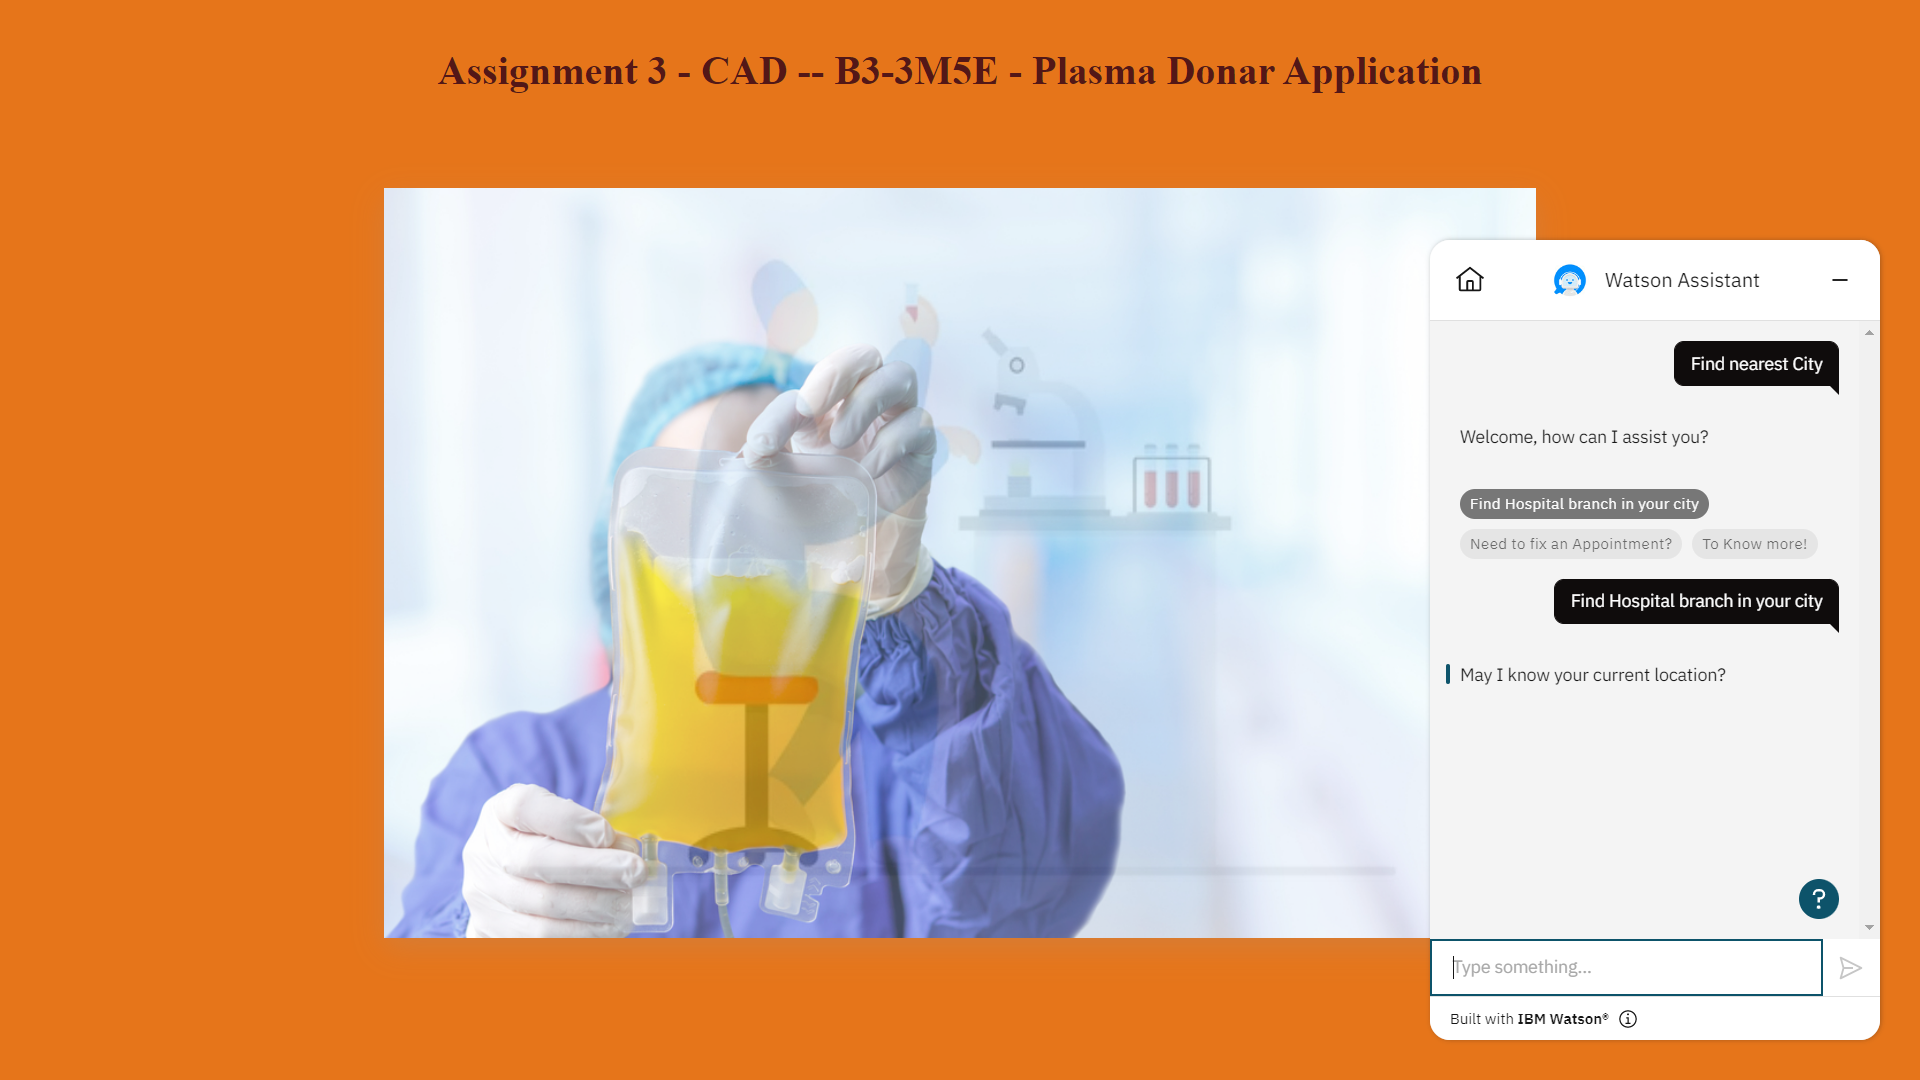 Assignment 3 - CAD -- B3-3M5E - Plasma Donar Application
Watson Assistant
Find nearest City
Welcome, how can I assist you?
Find Hospital branch in your city
Need to fix an Appointment? To Know more!
Find Hospital branch in your city
May I know your current location?
?
Type something...
Built with IBM Watson®